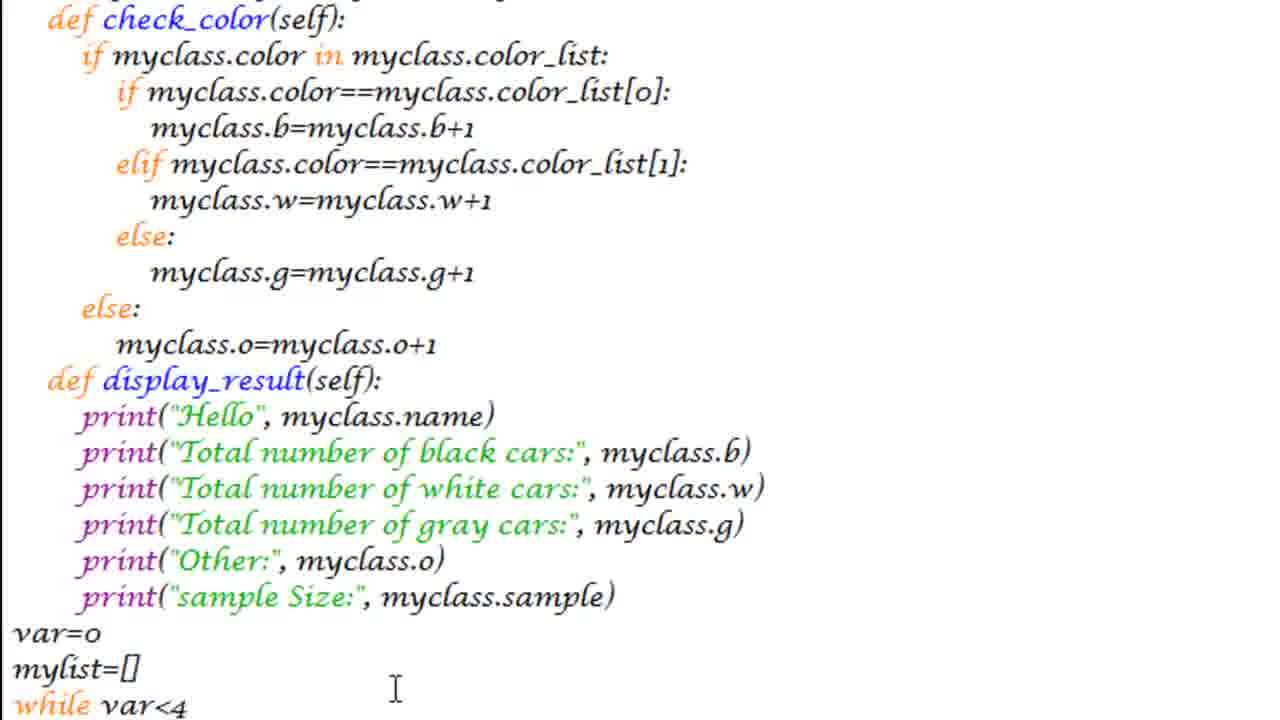 def check_color(self):
if myclass.color in myclass.color_list:
if myclass.color==myclass.color_list[0]:
myclass.b=myclass.b+1
elif myclass.color==myclass.color_list[1]:
myclass.w=myclass.w+1
else:
myclass.g=myclass.g+1
else:
myclass.o=myclass.o+1
def display_result(self):
print("Hello", myclass.name)
print("Total number of black cars:", myclass.b)
print("Total number of white cars:", myclass.w)
print("Total number of gray cars:", myclass.g)
print("Other:", myclass.o)
print("sample Size:", myclass.sample)
var=0
mylist=[]
while var<4